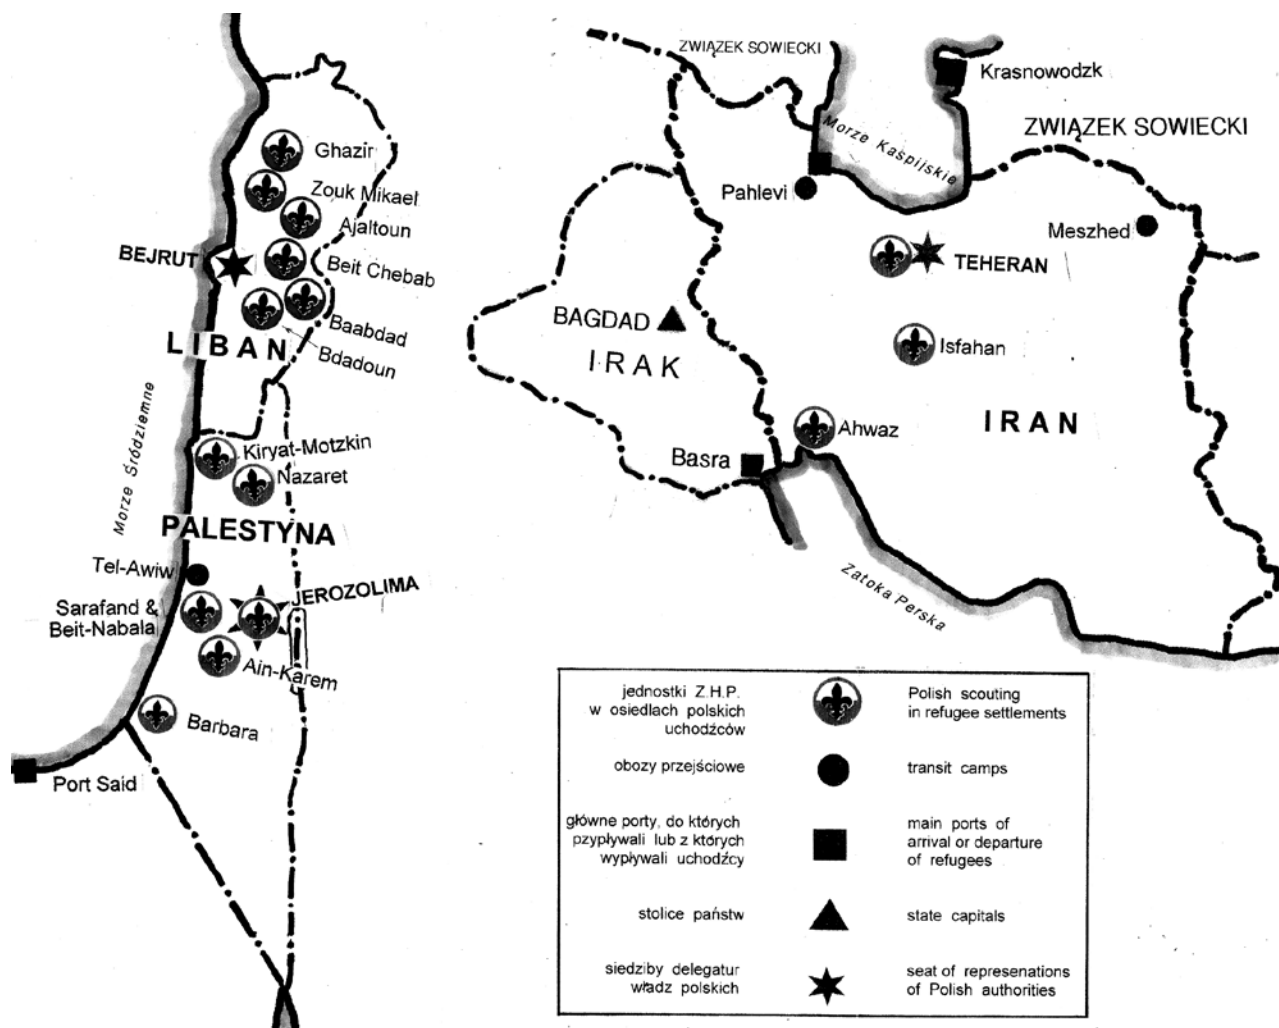 Ghazir
Zouk Mikael
Ajaltoun
BEJRUT
Beit Chebab
Baabdad
LIBAN
Bdadoun
Morze Śródziemne
Kiryat-Motzkin
Nazaret
PALESTYNA
Tel-Awiw
JEROZOLIMA
Sarafand &
Beit-Nabala
Ain-Karem
Barbara
Port Said
ZWIĄZEK SOWIECKI
Krasnowodzk
Morze Kaspijskie
ZWIĄZEK SOWIECKI
Pahlevi
Meszhed
TEHERAN
BAGDAD
IRAK
Isfahan
IRAN
Ahwaz
Basra
Zatoka Perska
jednostki Z.H.P.
w osiedlach polskich
uchodźców
Polish scouting
in refugee settlements
obozy przejściowe
transit camps
główne porty, do których
pzypływali lub z których
wypływali uchodźcy
main ports of
arrival or departure
of refugees
stolice państw
state capitals
siedziby delegatur
władz polskich
seat of represenations
of Polish authorities